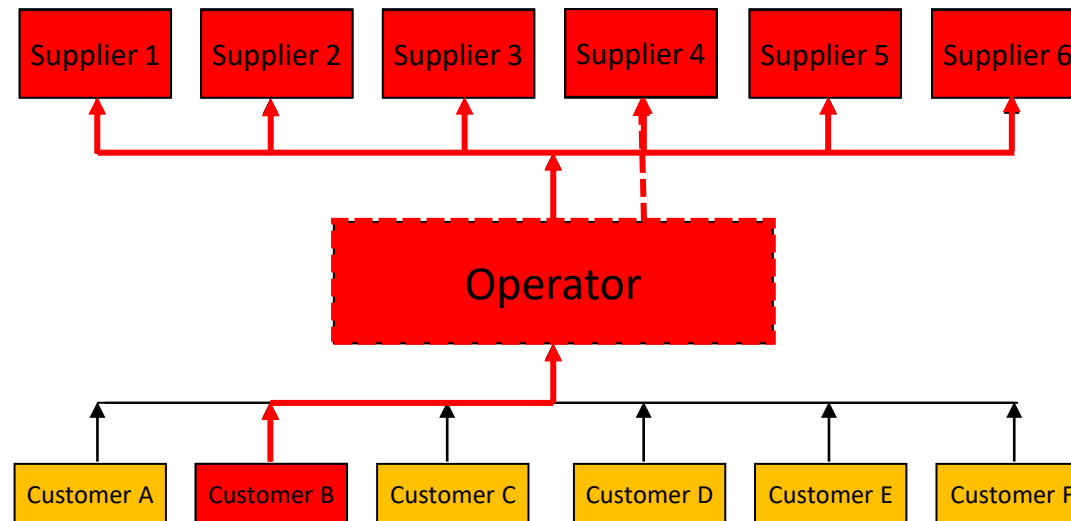 Supplier 1
Supplier 2
Supplier 3
Supplier 4
Supplier 5
Supplier 6
Operator
Customer A
Customer B
Customer C
Customer D
Customer E
Customer F